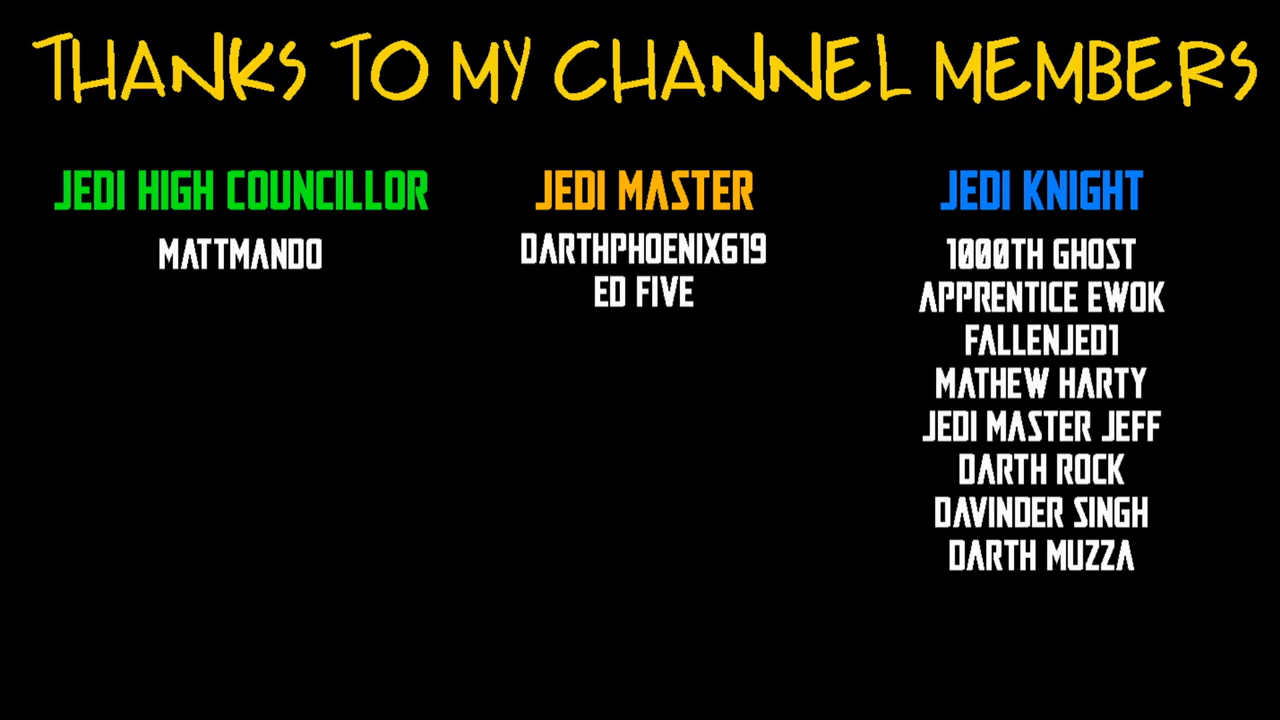 THANKS TO MY CHANNEL MEMBERS
JEDI HIGH COUNCILLOR
MATTMANDO
JEDI MASTER
DARTHPHOENIX619
ED FIVE
JEDI KNIGHT
1000TH GHOST
APPRENTICE EWOK
FALLENJED1
MATHEW HARTY
JEDI MASTER JEFF
DARTH ROCK
DAVINDER SINGH
DARTH MUZZA